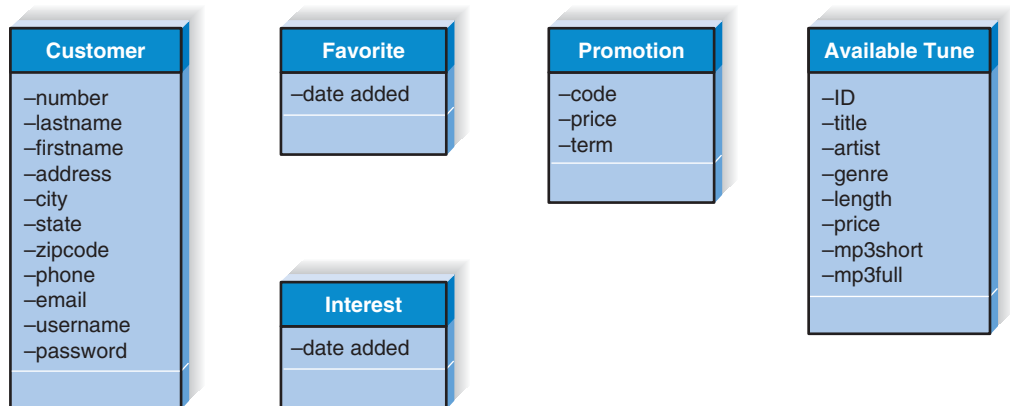 Customer
–number
–lastname
–firstname
–address
–city
–state
–zipcode
–phone
–email
–username
–password
Favorite
–date added
Interest
–date added
Promotion
–code
–price
–term
Available Tune
–ID
–title
–artist
–genre
–length
–price
–mp3short
–mp3full